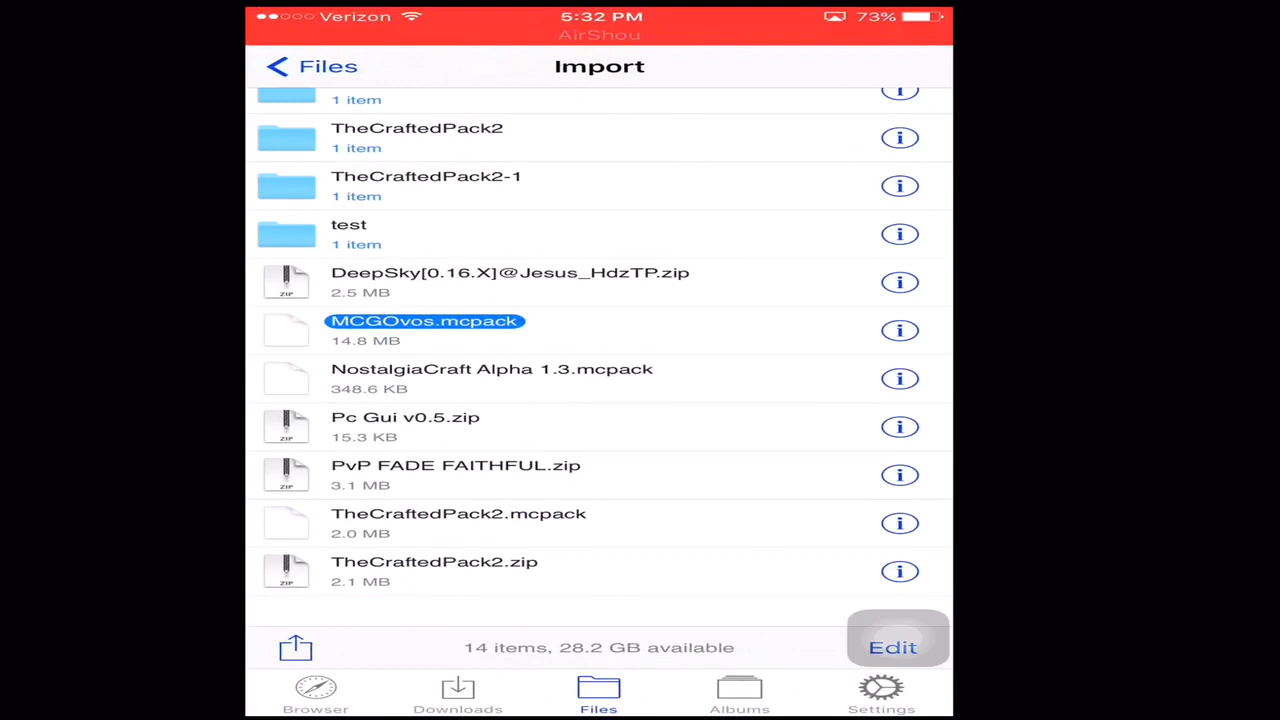 Verizon 5:32 PM 73%
AirShou
Files Import
1 item
TheCraftedPack2
1 item
TheCraftedPack2-1
1 item
test
1 item
DeepSky[0.16.X]@Jesus_HdzTP.zip
ZIP 2.5 MB
MCGOvos.mcpack
14.8 MB
NostalgiaCraft Alpha 1.3.mcpack
348.6 KB
Pc Gui v0.5.zip
ZIP 15.3 KB
PvP FADE FAITHFUL.zip
ZIP 3.1 MB
TheCraftedPack2.mcpack
2.0 MB
TheCraftedPack2.zip
ZIP 2.1 MB
14 items, 28.2 GB available Edit
Browser Downloads Files Albums Settings